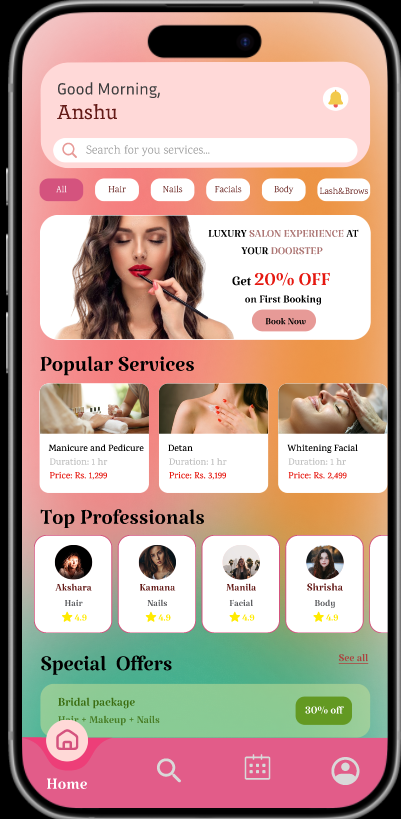 Good Morning,
Anshu
Search for you services...
All
Hair
Nails
Facials
Body
Lash&Brows
LUXURY SALON EXPERIENCE AT
YOUR DOORSTEP
Get 20% OFF
on First Booking
Book Now
Popular Services
Manicure and Pedicure
Duration: 1 hr
Price: Rs. 1,299
Detan
Duration: 1 hr
Price: Rs. 3,199
Whitening Facial
Duration: 1 hr
Price: Rs. 2,499
Top Professionals
Akshara
Hair
4.9
Kamana
Nails
4.9
Manila
Facial
4.9
Shrisha
Body
4.9
Special Offers
See all
Bridal package
Hair + Makeup + Nails
30% off
Home